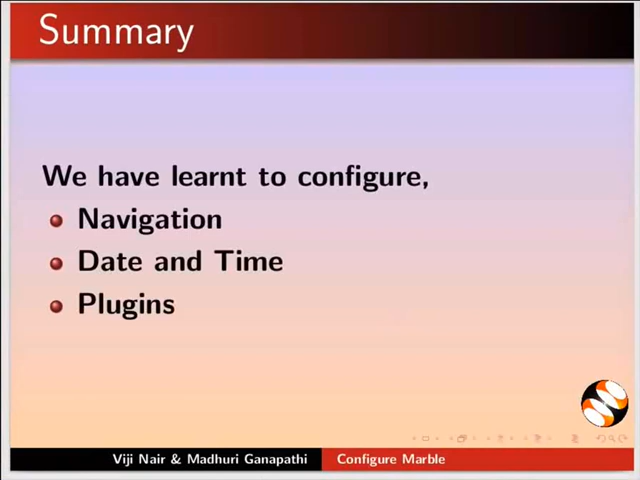 Summary
We have learnt to configure,
Navigation
Date and Time
Plugins
Viji Nair & Madhuri Ganapathi
Configure Marble